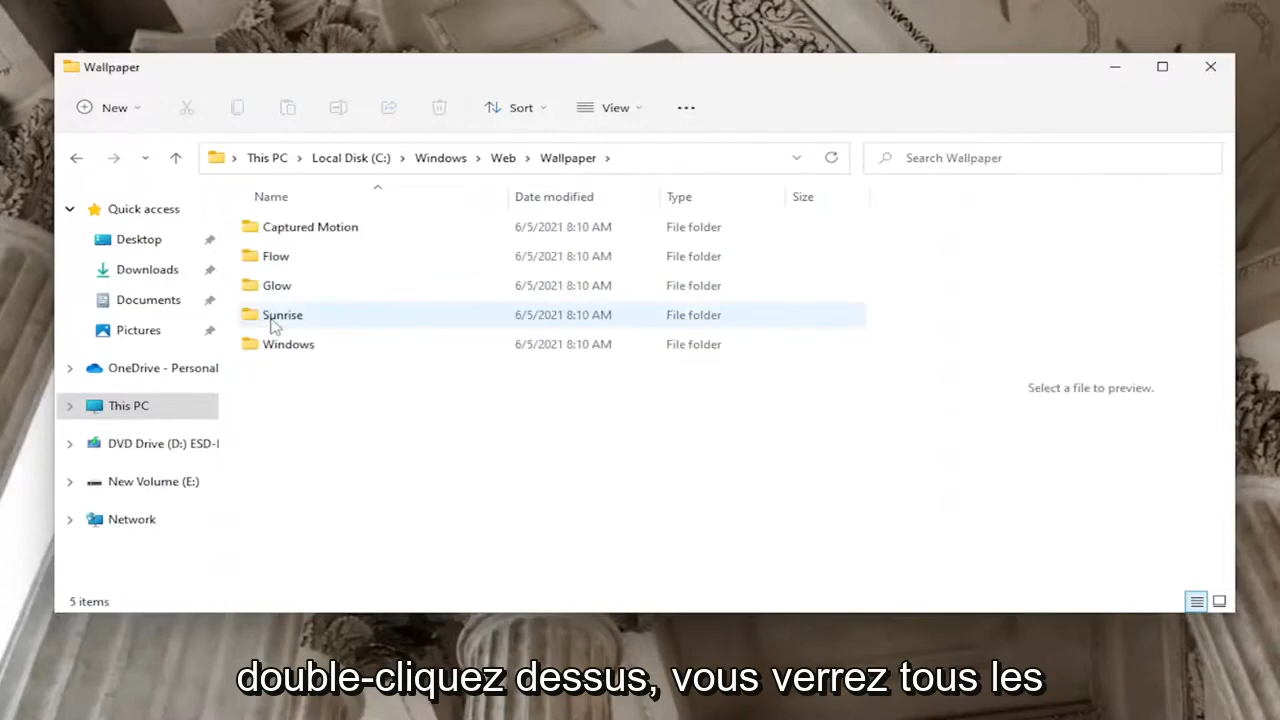 Wallpaper
New
Sort
View
This PC
Local Disk (C:)
Windows
Web
Wallpaper
Search Wallpaper
Name
Date modified
Type
Size
Quick access
Desktop
Downloads
Documents
Pictures
OneDrive - Personal
This PC
DVD Drive (D:) ESD-I
New Volume (E:)
Network
Captured Motion 6/5/2021 8:10 AM File folder
Flow 6/5/2021 8:10 AM File folder
Glow 6/5/2021 8:10 AM File folder
Sunrise 6/5/2021 8:10 AM File folder
Windows 6/5/2021 8:10 AM File folder
Select a file to preview.
5 items
double-cliquez dessus, vous verrez tous les